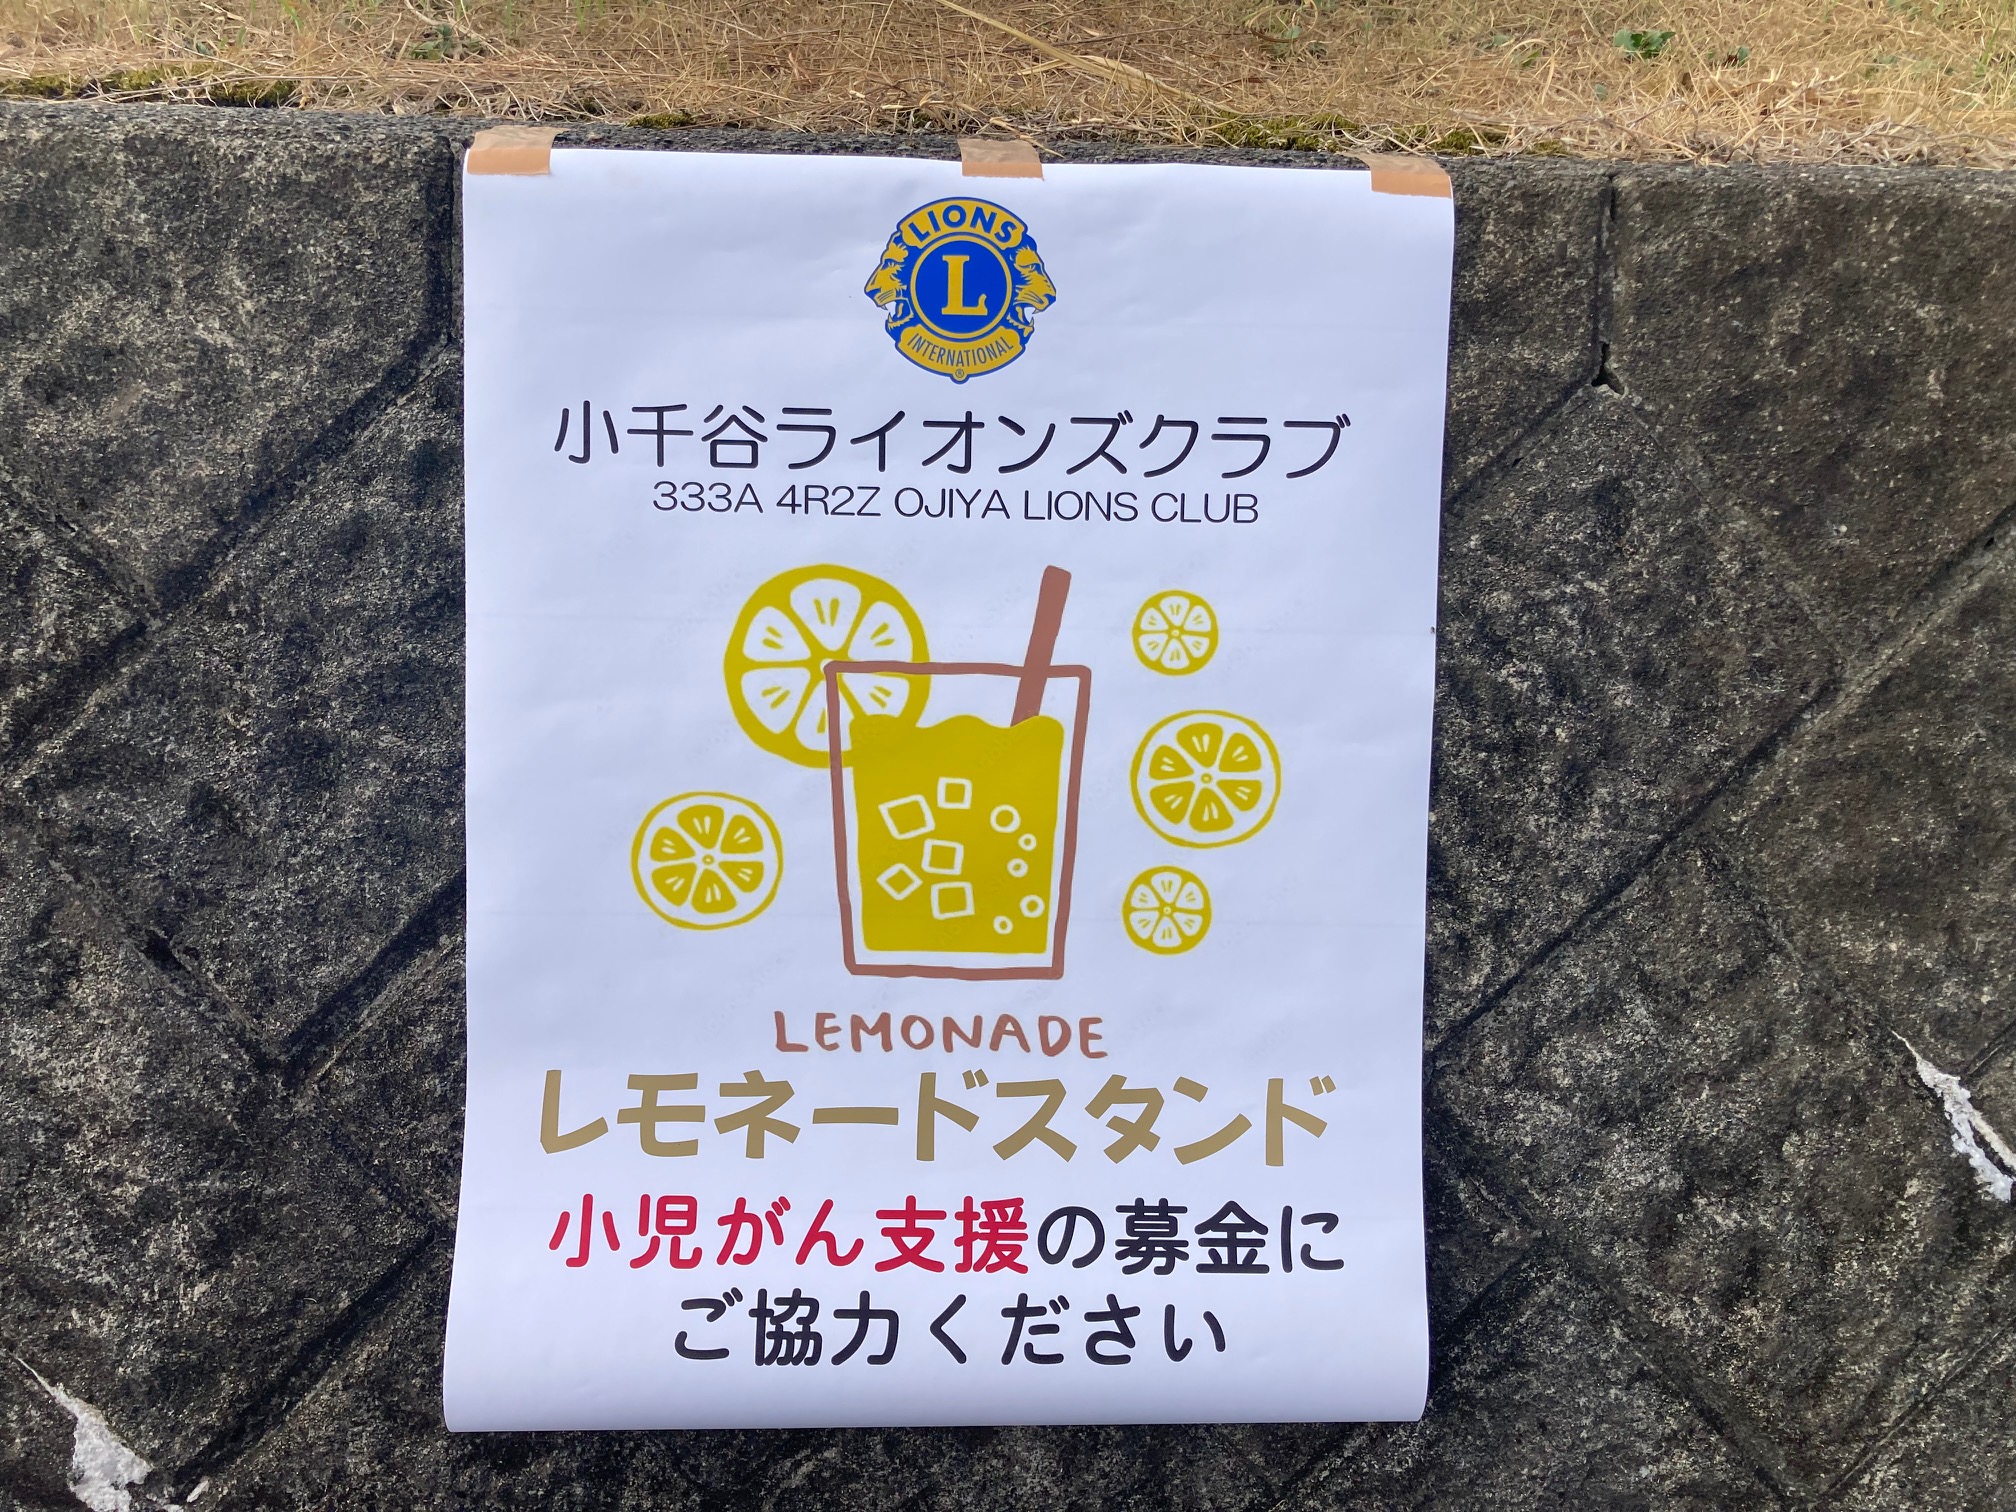 LIONS
L
INTERNATIONAL
®
小千谷ライオンズクラブ
333A 4R2Z OJIYA LIONS CLUB
LEMONADE
レモネードスタンド
小児がん支援の募金に
ご協力ください